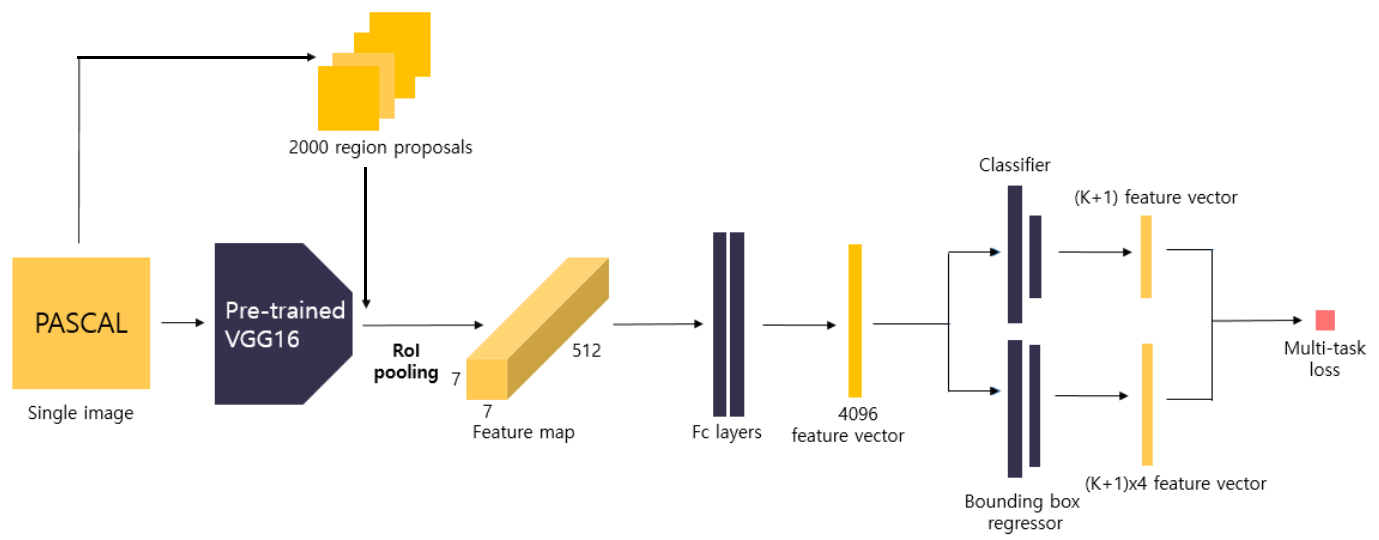 2000 region proposals
PASCAL
Single image
Pre-trained
VGG16
RoI
pooling
7
7
512
Feature map
Fc layers
4096
feature vector
Classifier
(K+1) feature vector
Bounding box
regressor
(K+1)x4 feature vector
Multi-task
loss